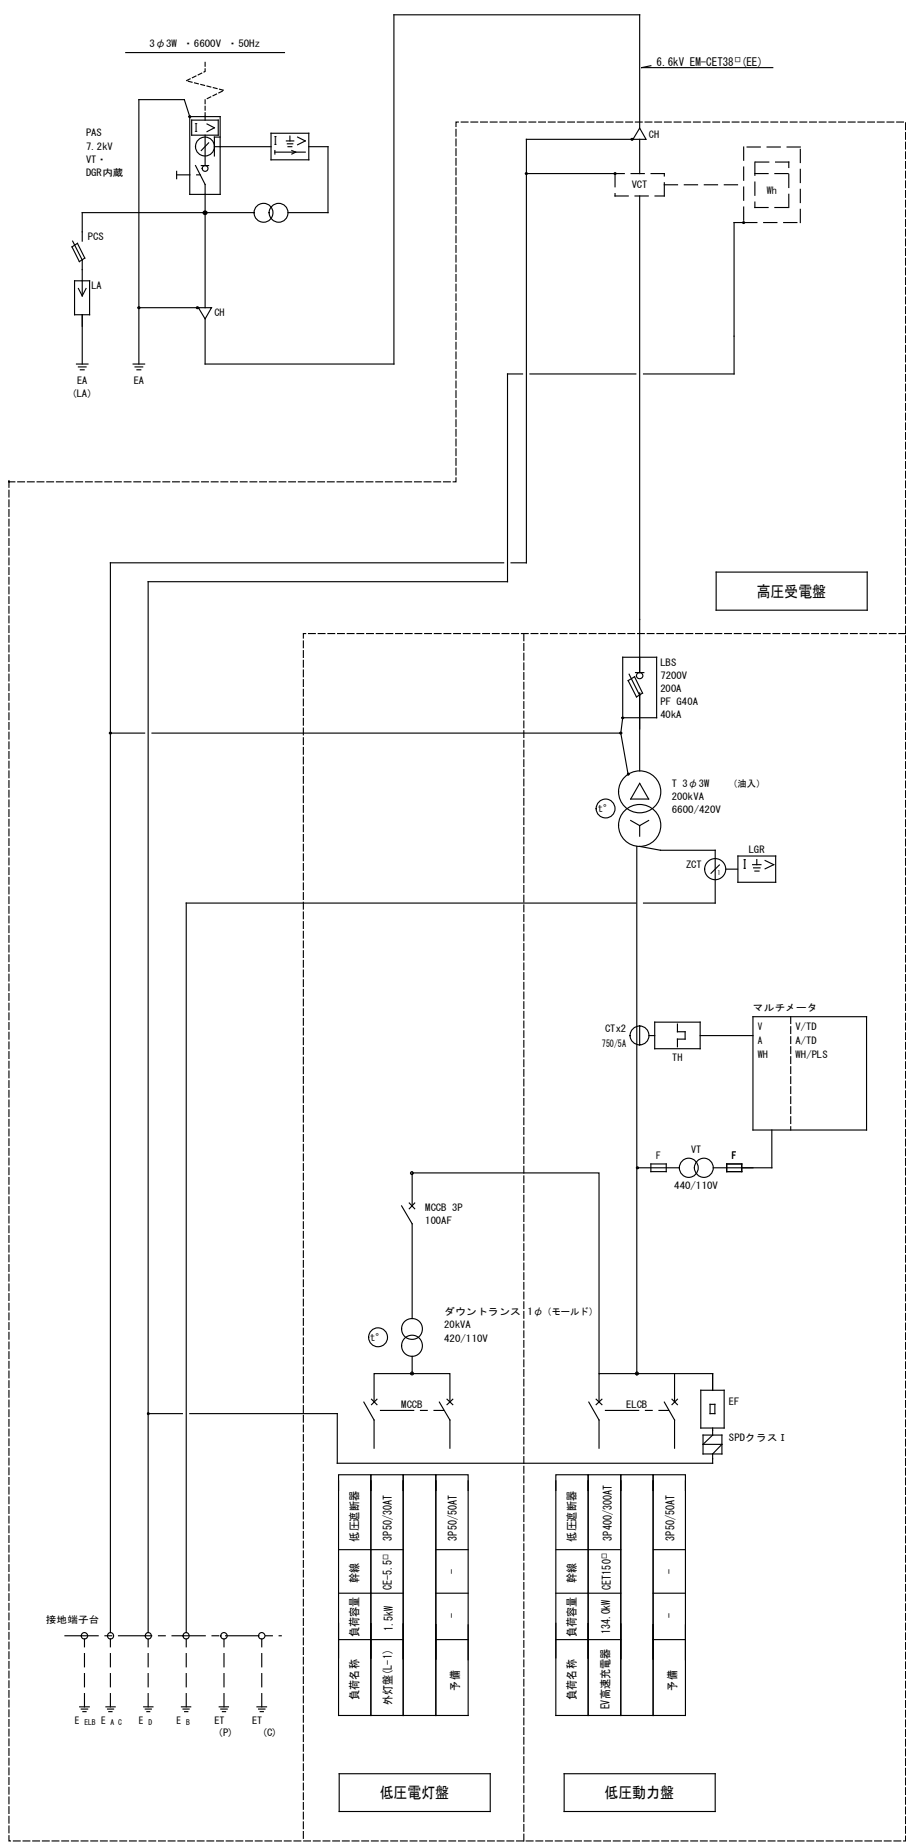 3φ3W ・6600V ・50Hz
6.6kV EM-CET38□(EE)
PAS
7.2kV
VT・
DGR内蔵
I >
I >
CH
VCT
Wh
PCS
LA
CH
EA
(LA)
EA
高圧受電盤
LBS
7200V
200A
PF G40A
40kA
T 3φ3W (油入)
200kVA
6600/420V
t°
LGR
ZCT
I >
マルチメータ
CTx2
750/5A
TH
V V/TD
A A/TD
WH WH/PLS
F VT F
440/110V
MCCB 3P
100AF
ダウントランス 1φ (モールド)
20kVA
420/110V
t°
MCCB
ELCB
EF
SPDクラスⅠ
負荷名称 負荷容量 幹線 低圧遮断器
外灯盤(L-1) 1.5kW CE-5.5□ 3P50/30AT
予備 - - 3P50/50AT
負荷名称 負荷容量 幹線 低圧遮断器
EV高速充電器 134.0kW CET150□ 3P400/300AT
予備 - - 3P50/50AT
接地端子台
E ELB E A C E D E B ET (P) ET (C)
低圧電灯盤
低圧動力盤